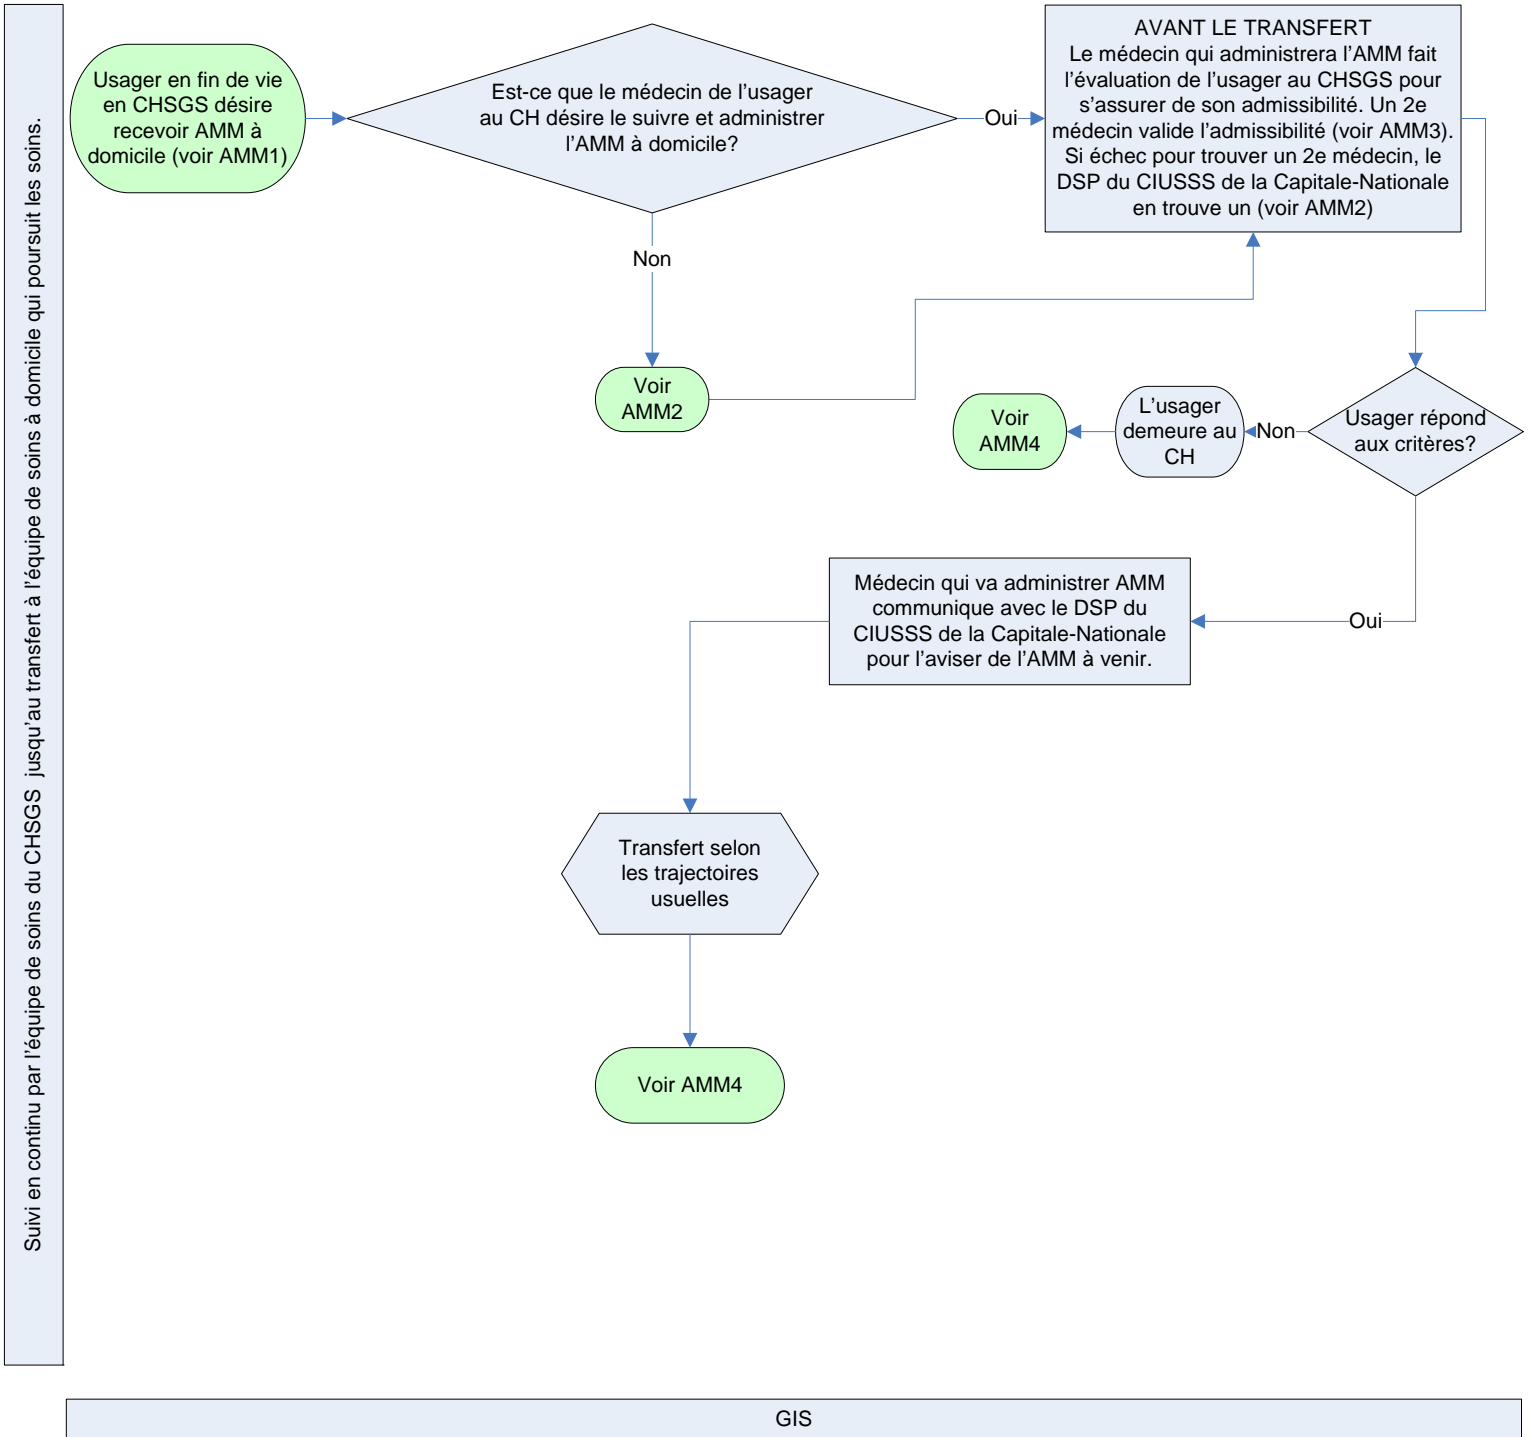 Suivi en continu par l’équipe de soins du CHSGS jusqu’au transfert à l’équipe de soins à domicile qui poursuit les soins.
Usager en fin de vie
en CHSGS désire
recevoir AMM à
domicile (voir AMM1)
Est-ce que le médecin de l’usager
au CH désire le suivre et administrer
l’AMM à domicile?
Oui
AVANT LE TRANSFERT
Le médecin qui administrera l’AMM fait
l’évaluation de l’usager au CHSGS pour
s’assurer de son admissibilité. Un 2e
médecin valide l’admissibilité (voir AMM3).
Si échec pour trouver un 2e médecin, le
DSP du CIUSSS de la Capitale-Nationale
en trouve un (voir AMM2)
Non
Voir
AMM2
Usager répond
aux critères?
Non
L’usager
demeure au
CH
Voir
AMM4
Oui
Médecin qui va administrer AMM
communique avec le DSP du
CIUSSS de la Capitale-Nationale
pour l’aviser de l’AMM à venir.
Transfert selon
les trajectoires
usuelles
Voir AMM4
GIS